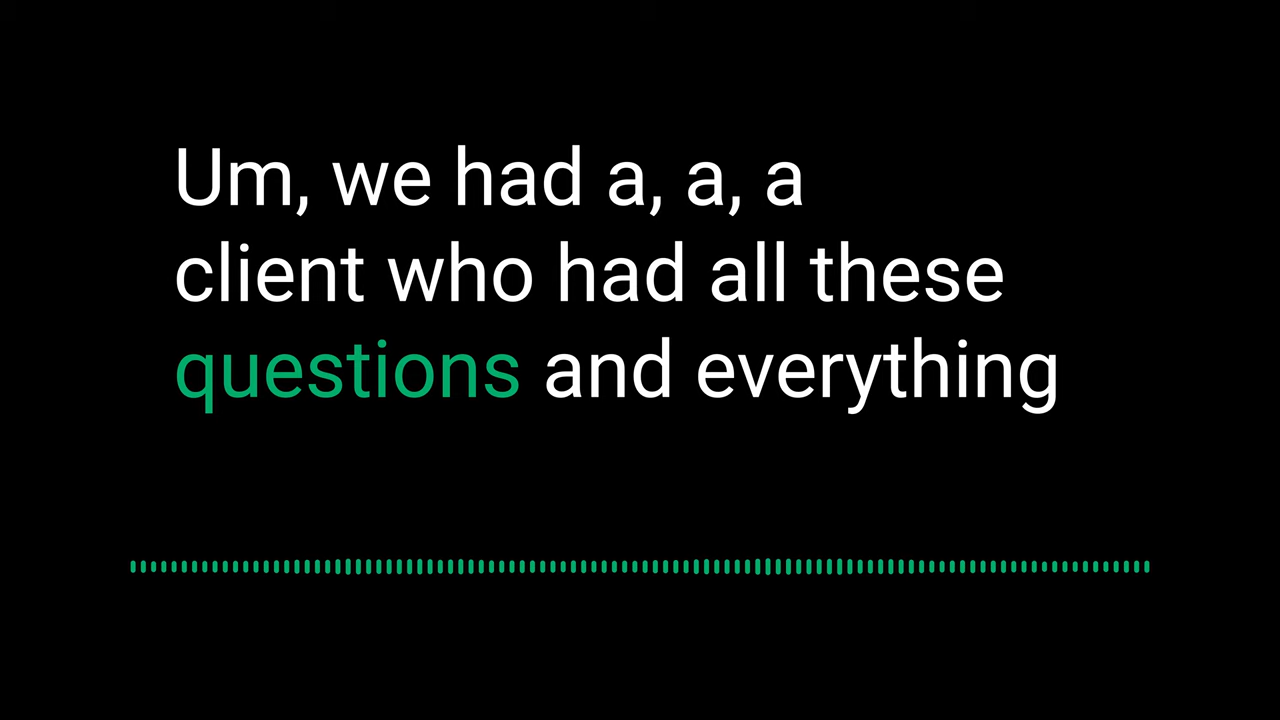 Um, we had a, a, a
client who had all these
questions and everything